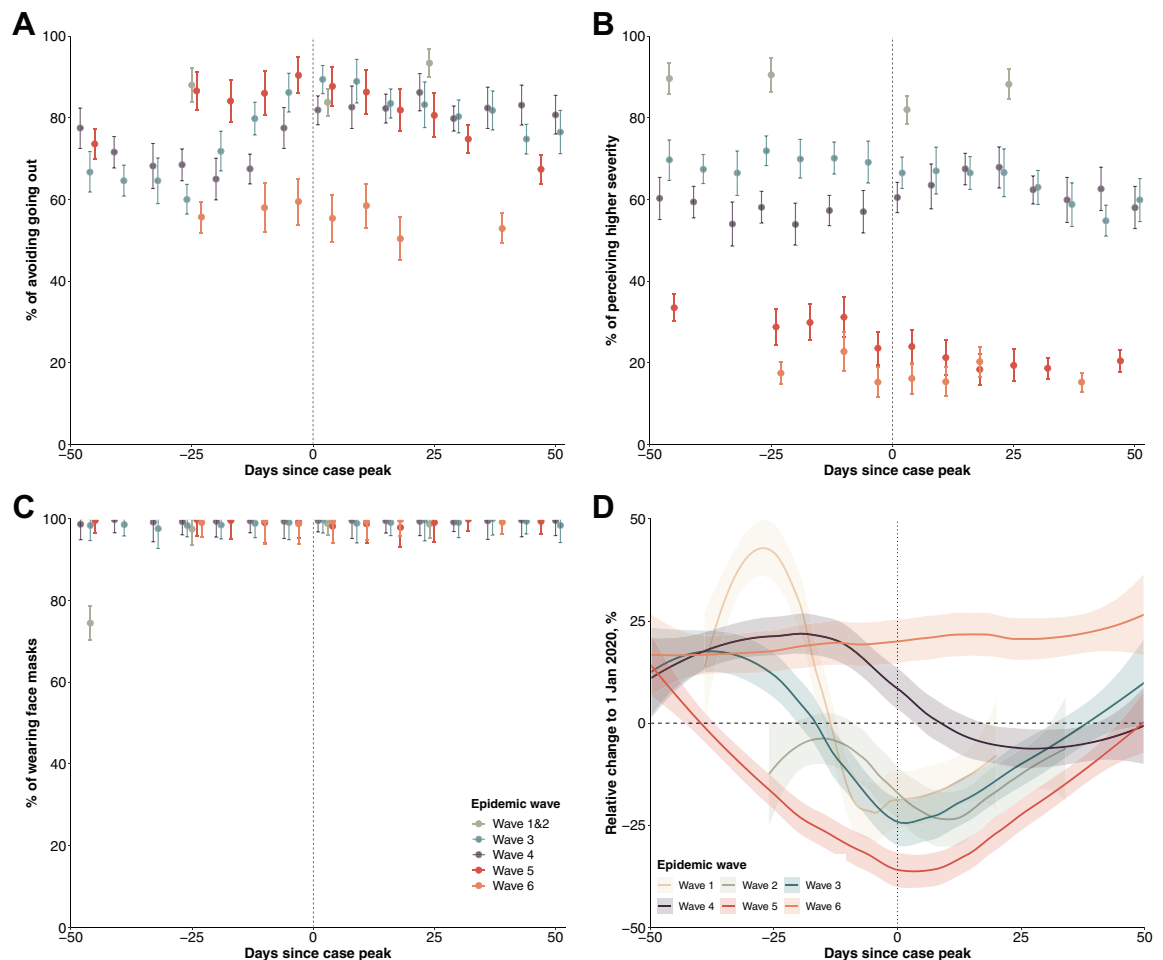 A
100
80
60
40
20
0
−50
−25
0
25
50
% of avoiding going out
Days since case peak
B
100
80
60
40
20
0
−50
−25
0
25
50
% of perceiving higher severity
Days since case peak
C
100
80
60
40
20
0
−50
−25
0
25
50
% of wearing face masks
Days since case peak
Epidemic wave
Wave 1&2
Wave 3
Wave 4
Wave 5
Wave 6
D
50
25
0
−25
−50
−50
−25
0
25
50
Relative change to 1 Jan 2020, %
Days since case peak
Epidemic wave
Wave 1 Wave 2 Wave 3
Wave 4 Wave 5 Wave 6